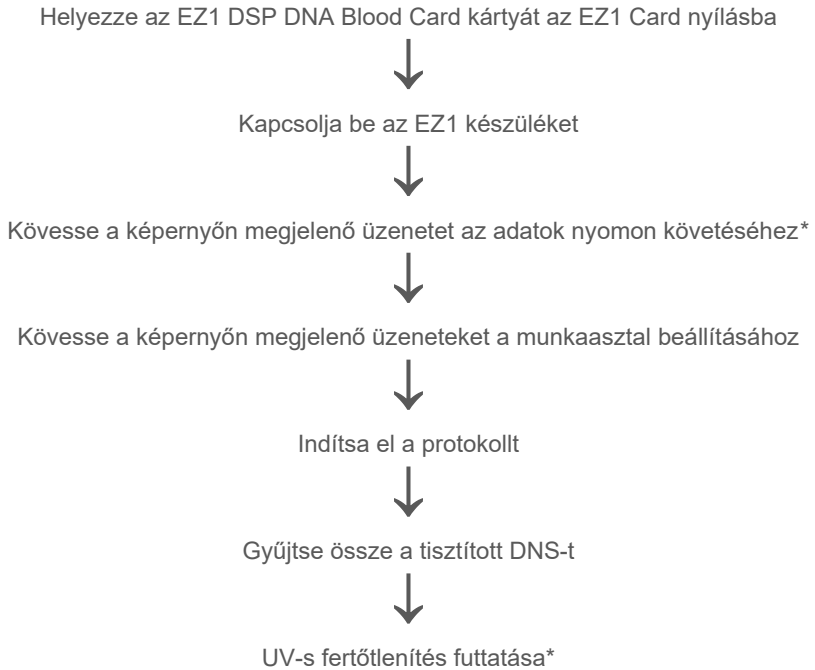 Helyezze az EZ1 DSP DNA Blood Card kártyát az EZ1 Card nyílásba
Kapcsolja be az EZ1 készüléket
Kövesse a képernyőn megjelenő üzenetet az adatok nyomon követéséhez*
Kövesse a képernyőn megjelenő üzeneteket a munkaasztal beállításához
Indítsa el a protokollt
Gyűjtse össze a tisztított DNS-t
UV-s fertőtlenítés futtatása*